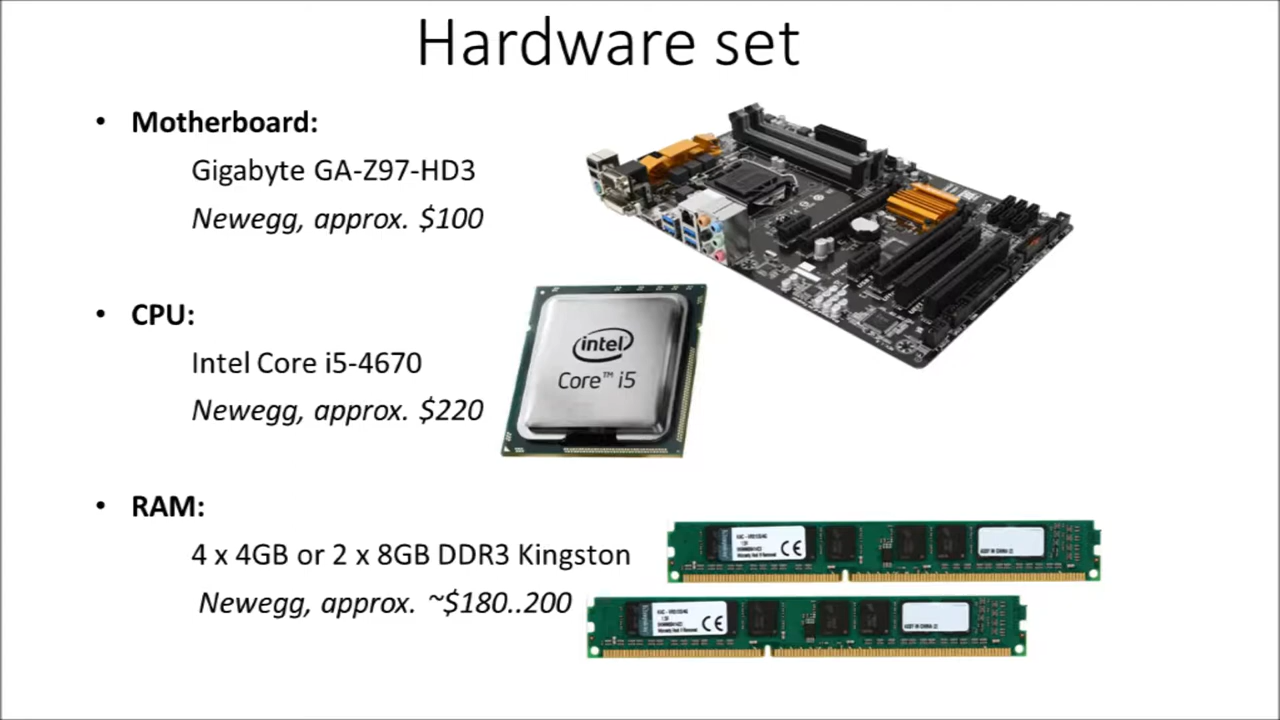 Hardware set
• Motherboard:
Gigabyte GA-Z97-HD3
Newegg, approx. $100
• CPU:
Intel Core i5-4670
Newegg, approx. $220
intel
Core™ i5
• RAM:
4 x 4GB or 2 x 8GB DDR3 Kingston
Newegg, approx. ~$180..200